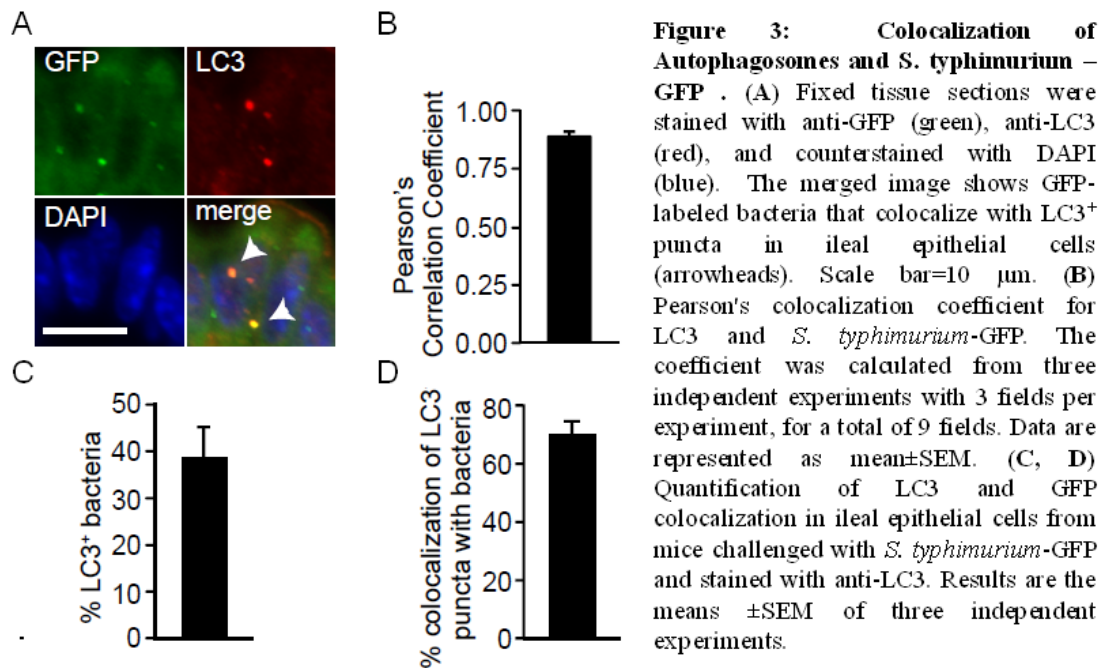 A
GFP
LC3
DAPI
merge
B
Pearson's
Correlation Coefficient
1.00
0.75
0.50
0.25
0.00
C
% LC3⁺ bacteria
50
40
30
20
10
0
D
% colocalization of LC3
puncta with bacteria
80
60
40
20
0
Figure 3: Colocalization of
Autophagosomes and S. typhimurium –
GFP . (A) Fixed tissue sections were
stained with anti-GFP (green), anti-LC3
(red), and counterstained with DAPI
(blue). The merged image shows GFP-
labeled bacteria that colocalize with LC3⁺
puncta in ileal epithelial cells
(arrowheads). Scale bar=10 μm. (B)
Pearson's colocalization coefficient for
LC3 and S. typhimurium-GFP. The
coefficient was calculated from three
independent experiments with 3 fields per
experiment, for a total of 9 fields. Data are
represented as mean±SEM. (C, D)
Quantification of LC3 and GFP
colocalization in ileal epithelial cells from
mice challenged with S. typhimurium-GFP
and stained with anti-LC3. Results are the
means ±SEM of three independent
experiments.